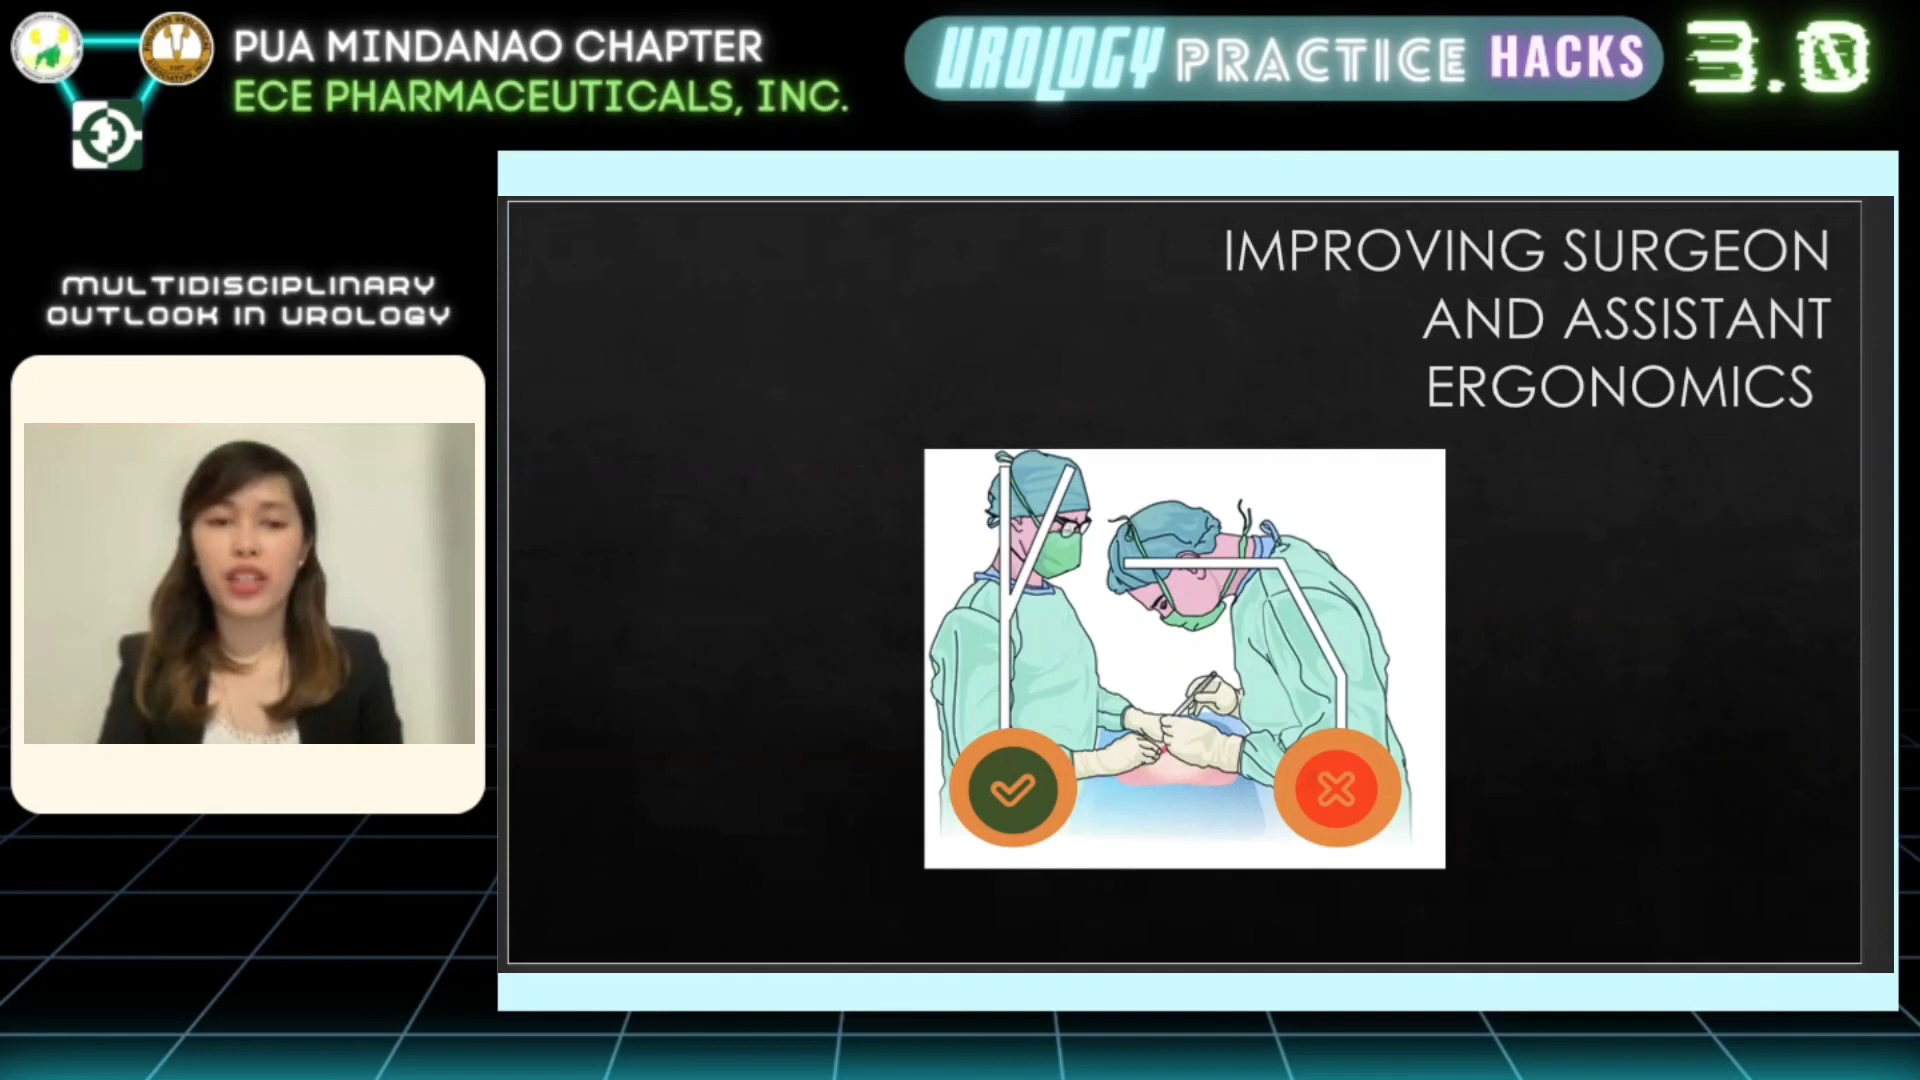 PUA MINDANAO CHAPTER
ECE PHARMACEUTICALS, INC.
UROLOGY PRACTICE HACKS 3.0
MULTIDISCIPLINARY
OUTLOOK IN UROLOGY
IMPROVING SURGEON
AND ASSISTANT
ERGONOMICS